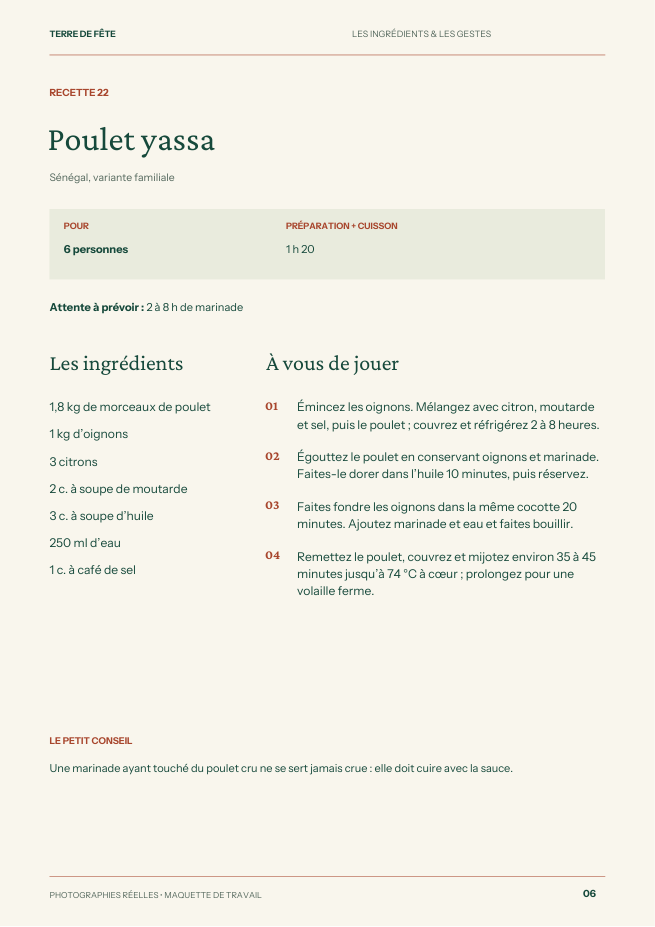 TERRE DE FÊTE
LES INGRÉDIENTS & LES GESTES
RECETTE 22
Poulet yassa
Sénégal, variante familiale
POUR
6 personnes
PRÉPARATION + CUISSON
1 h 20
Attente à prévoir : 2 à 8 h de marinade
Les ingrédients
1,8 kg de morceaux de poulet
1 kg d’oignons
3 citrons
2 c. à soupe de moutarde
3 c. à soupe d’huile
250 ml d’eau
1 c. à café de sel
À vous de jouer
01 Émincez les oignons. Mélangez avec citron, moutarde
et sel, puis le poulet ; couvrez et réfrigérez 2 à 8 heures.
02 Égouttez le poulet en conservant oignons et marinade.
Faites-le dorer dans l’huile 10 minutes, puis réservez.
03 Faites fondre les oignons dans la même cocotte 20
minutes. Ajoutez marinade et eau et faites bouillir.
04 Remettez le poulet, couvrez et mijotez environ 35 à 45
minutes jusqu’à 74 °C à cœur ; prolongez pour une
volaille ferme.
LE PETIT CONSEIL
Une marinade ayant touché du poulet cru ne se sert jamais crue : elle doit cuire avec la sauce.
PHOTOGRAPHIES RÉELLES • MAQUETTE DE TRAVAIL
06